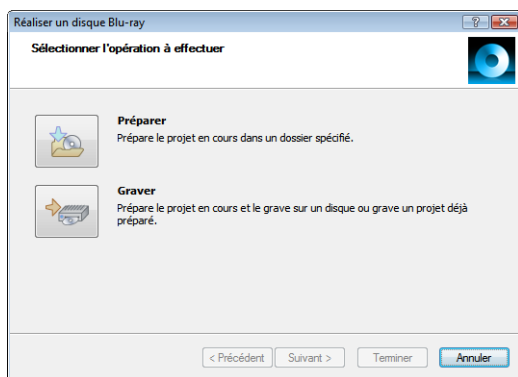 Réaliser un disque Blu-ray
Sélectionner l'opération à effectuer
Préparer
Prépare le projet en cours dans un dossier spécifié.
Graver
Prépare le projet en cours et le grave sur un disque ou grave un projet déjà
préparé.
< Précédent Suivant > Terminer Annuler